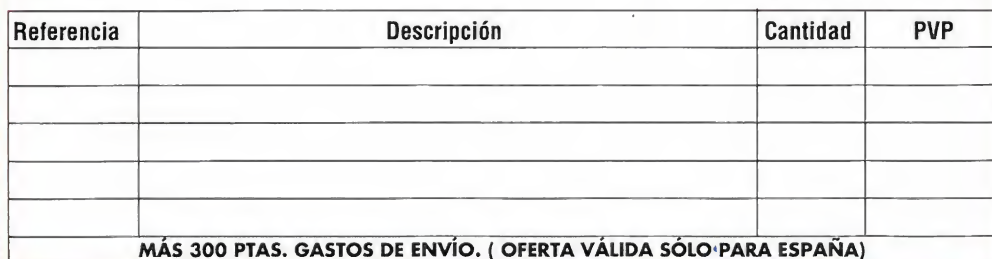 Referencia Descripción Cantidad PVP
MÁS 300 PTAS. GASTOS DE ENVÍO. ( OFERTA VÁLIDA SÓLO PARA ESPAÑA)